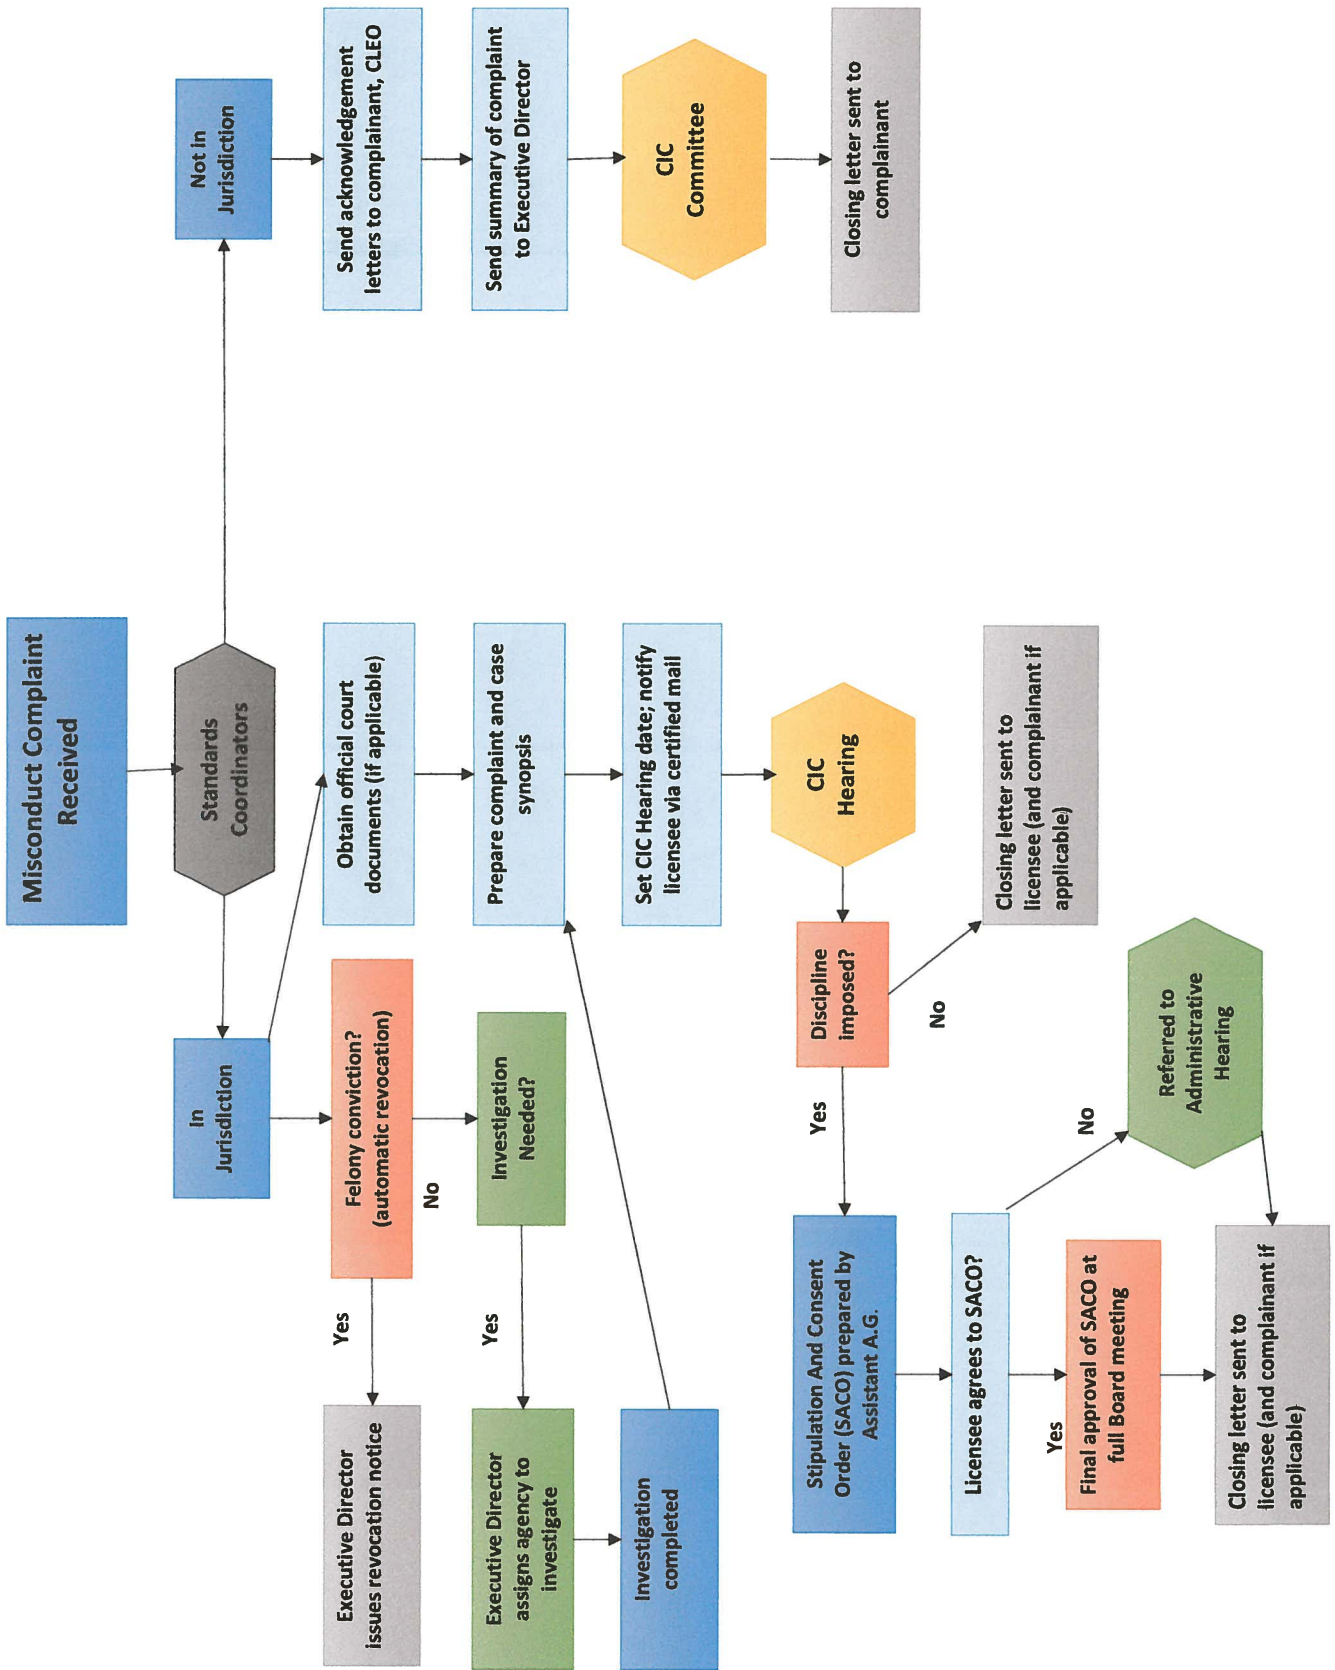 Misconduct Complaint
Received
Standards
Coordinators
Not in
Jurisdiction
Send acknowledgement
letters to complainant, CLEO
Send summary of complaint
to Executive Director
CIC
Committee
Closing letter sent to
complainant
In
Jurisdiction
Obtain official court
documents (if applicable)
Prepare complaint and case
synopsis
Set CIC Hearing date; notify
licensee via certified mail
CIC
Hearing
Felony conviction?
(automatic revocation)
Yes
No
Executive Director
issues revocation notice
Investigation
Needed?
Yes
Executive Director
assigns agency to
investigate
Investigation
completed
Discipline
imposed?
Yes
No
Closing letter sent to
licensee (and complainant if
applicable)
Stipulation And Consent
Order (SACO) prepared by
Assistant A.G.
Licensee agrees to SACO?
Yes
No
Final approval of SACO at
full Board meeting
Referred to
Administrative
Hearing
Closing letter sent to
licensee (and complainant if
applicable)